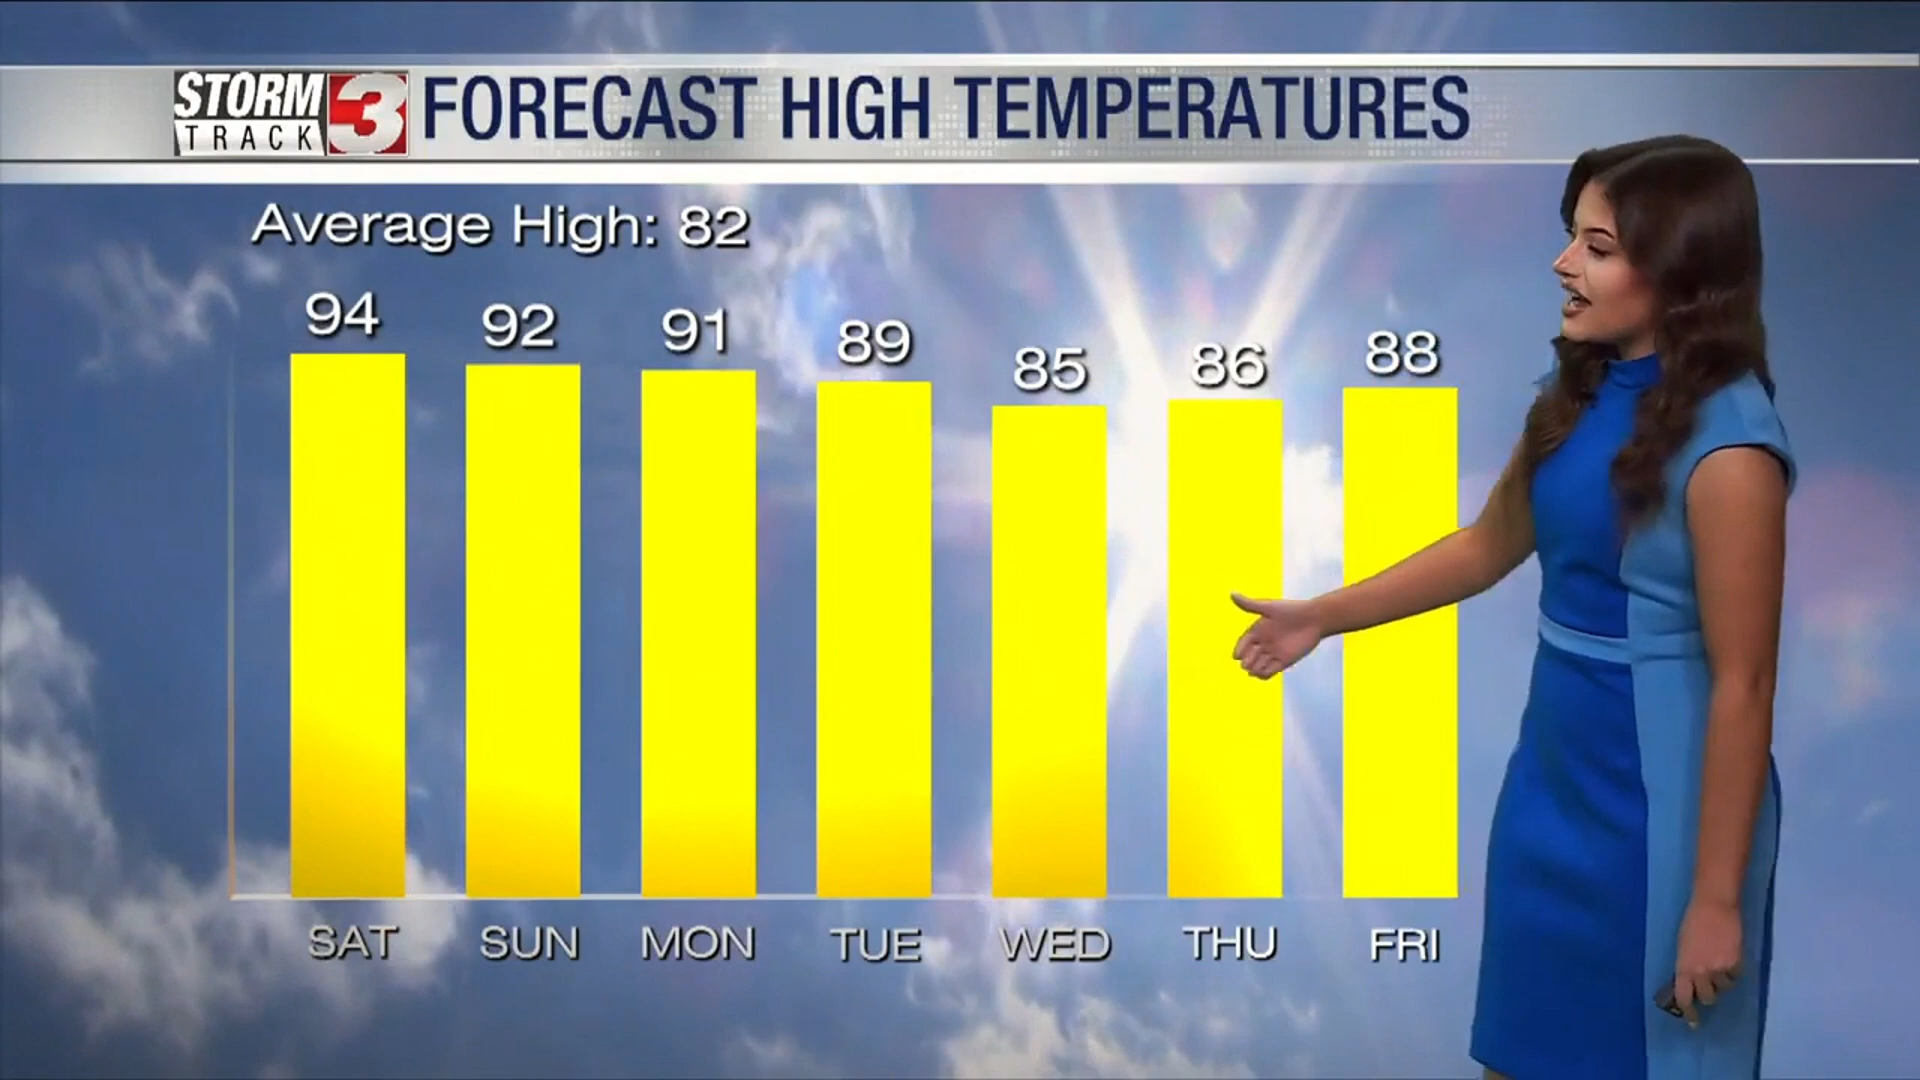 STORM
TRACK
3
FORECAST HIGH TEMPERATURES
Average High: 82
94 92 91 89 85 86 88
SAT SUN MON TUE WED THU FRI